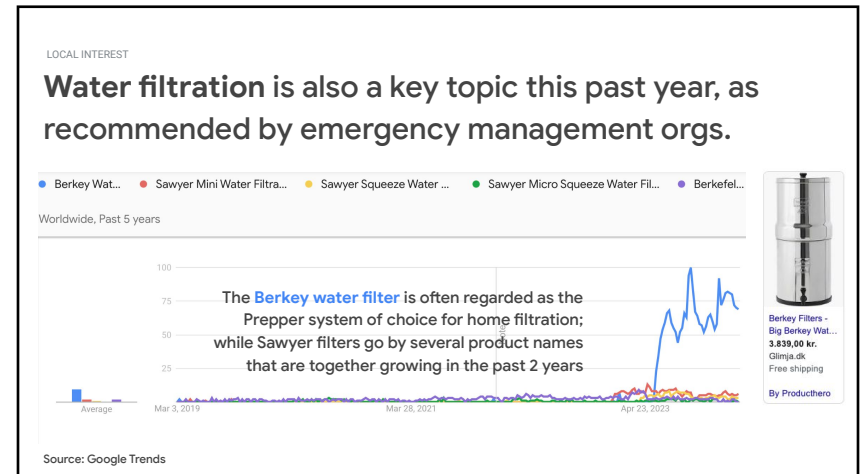 LOCAL INTEREST
Water filtration is also a key topic this past year, as
recommended by emergency management orgs.
Berkey Wat... Sawyer Mini Water Filtra... Sawyer Squeeze Water ... Sawyer Micro Squeeze Water Fil... Berkefel...
Worldwide, Past 5 years
100
75
50
25
The Berkey water filter is often regarded as the
Prepper system of choice for home filtration;
while Sawyer filters go by several product names
that are together growing in the past 2 years
Average
Mar 3, 2019
Mar 28, 2021
Apr 23, 2023
Berkey Filters -
Big Berkey Wat...
3.839,00 kr.
Glimja.dk
Free shipping
By Producthero
Source: Google Trends